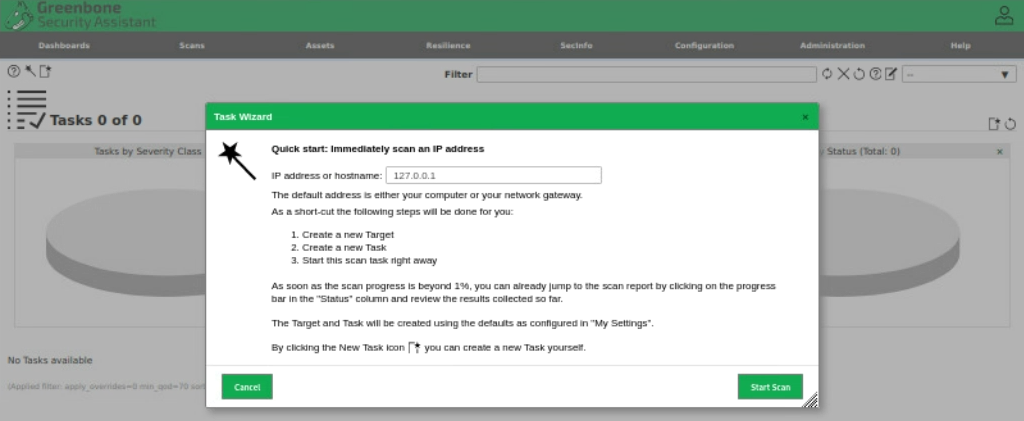 Greenbone
Security Assistant
Dashboards Scans Assets Resilience SecInfo Configuration Administration Help
Filter --
Tasks 0 of 0
Task Wizard ×
Tasks by Severity Class Status (Total: 0) ×
Quick start: Immediately scan an IP address
IP address or hostname: 127.0.0.1
The default address is either your computer or your network gateway.
As a short-cut the following steps will be done for you:
1. Create a new Target
2. Create a new Task
3. Start this scan task right away
As soon as the scan progress is beyond 1%, you can already jump to the scan report by clicking on the progress
bar in the "Status" column and review the results collected so far.
The Target and Task will be created using the defaults as configured in "My Settings".
By clicking the New Task icon you can create a new Task yourself.
No Tasks available
(Applied filter: apply_overrides=0 min_qod=70 sort
Cancel Start Scan